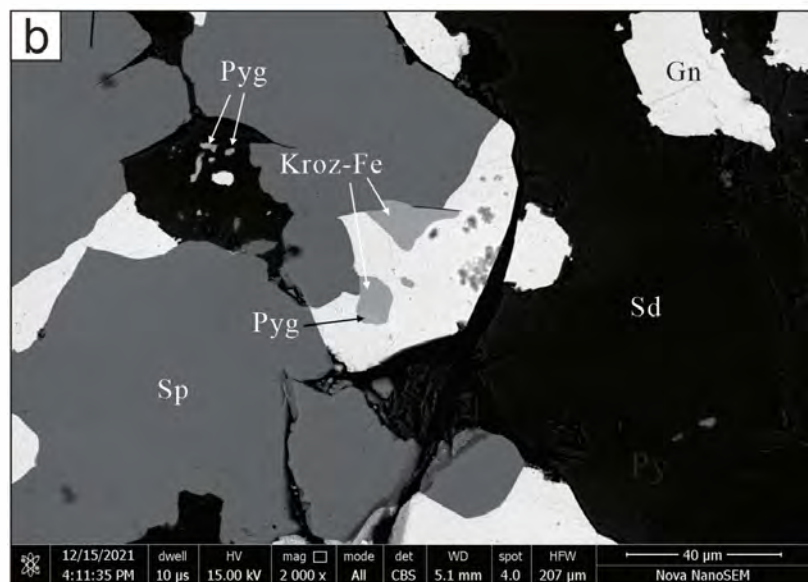 b
Pyg
Gn
Kroz-Fe
Sd
Pyg
Sp
Py
12/15/2021 dwell HV mag □ mode det WD spot HFW 40 µm
4:11:35 PM 10 µs 15.00 kV 2 000 x All CBS 5.1 mm 4.0 207 µm Nova NanoSEM